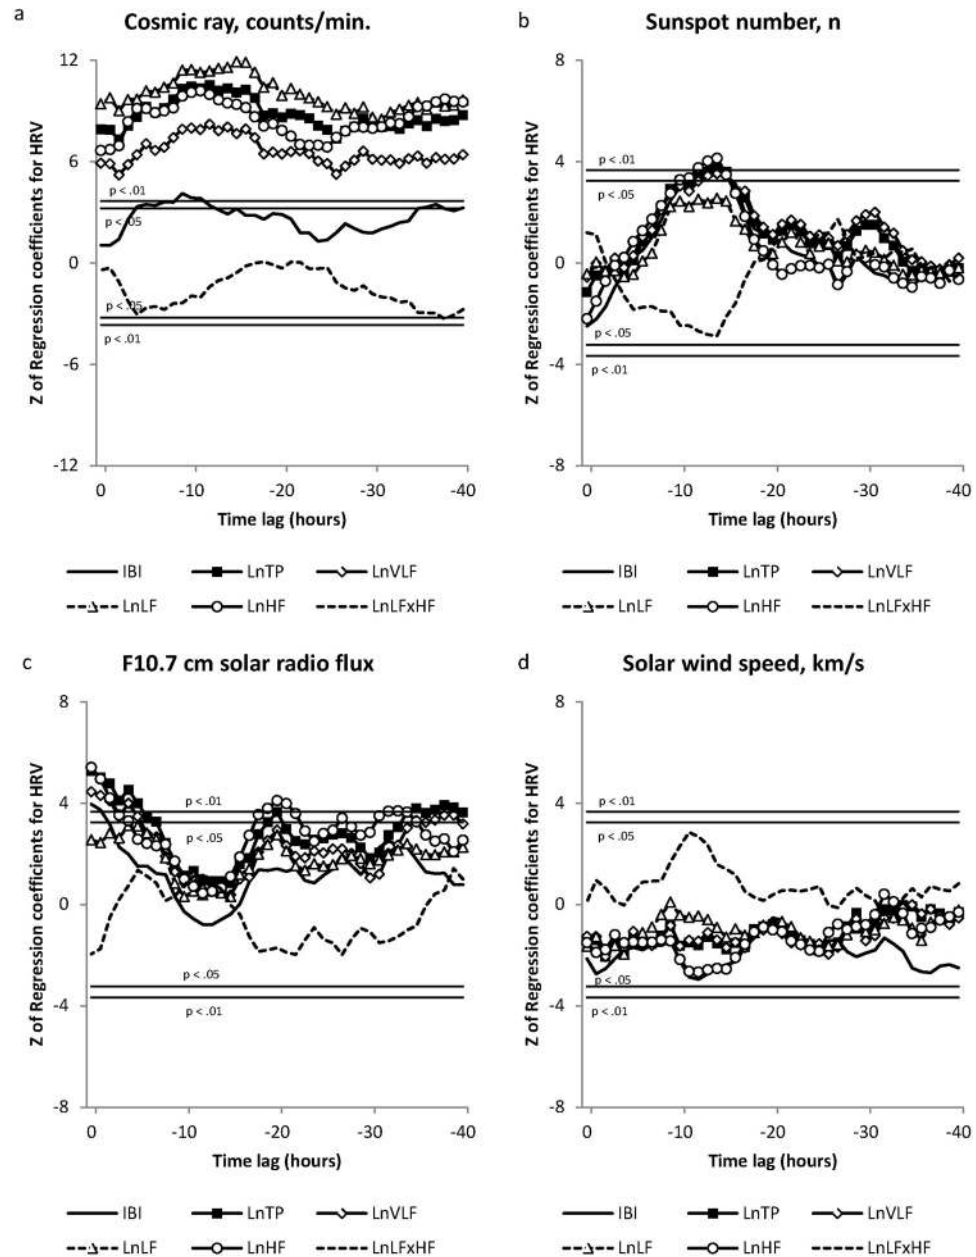 a
Cosmic ray, counts/min.
Z of Regression coefficients for HRV
12
6
0
-6
-12
p < .01
p < .05
p < .05
p < .01
0 -10 -20 -30 -40
Time lag (hours)
IBI LnTP LnVLF
LnLF LnHF LnLFxHF
b
Sunspot number, n
Z of Regression coefficients for HRV
8
4
0
-4
-8
p < .01
p < .05
p < .05
p < .01
0 -10 -20 -30 -40
Time lag (hours)
IBI LnTP LnVLF
LnLF LnHF LnLFxHF
c
F10.7 cm solar radio flux
Z of Regression coefficients for HRV
8
4
0
-4
-8
p < .01
p < .05
p < .05
p < .01
0 -10 -20 -30 -40
Time lag (hours)
IBI LnTP LnVLF
LnLF LnHF LnLFxHF
d
Solar wind speed, km/s
Z of Regression coefficients for HRV
8
4
0
-4
-8
p < .01
p < .05
p < .05
p < .01
0 -10 -20 -30 -40
Time lag (hours)
IBI LnTP LnVLF
LnLF LnHF LnLFxHF